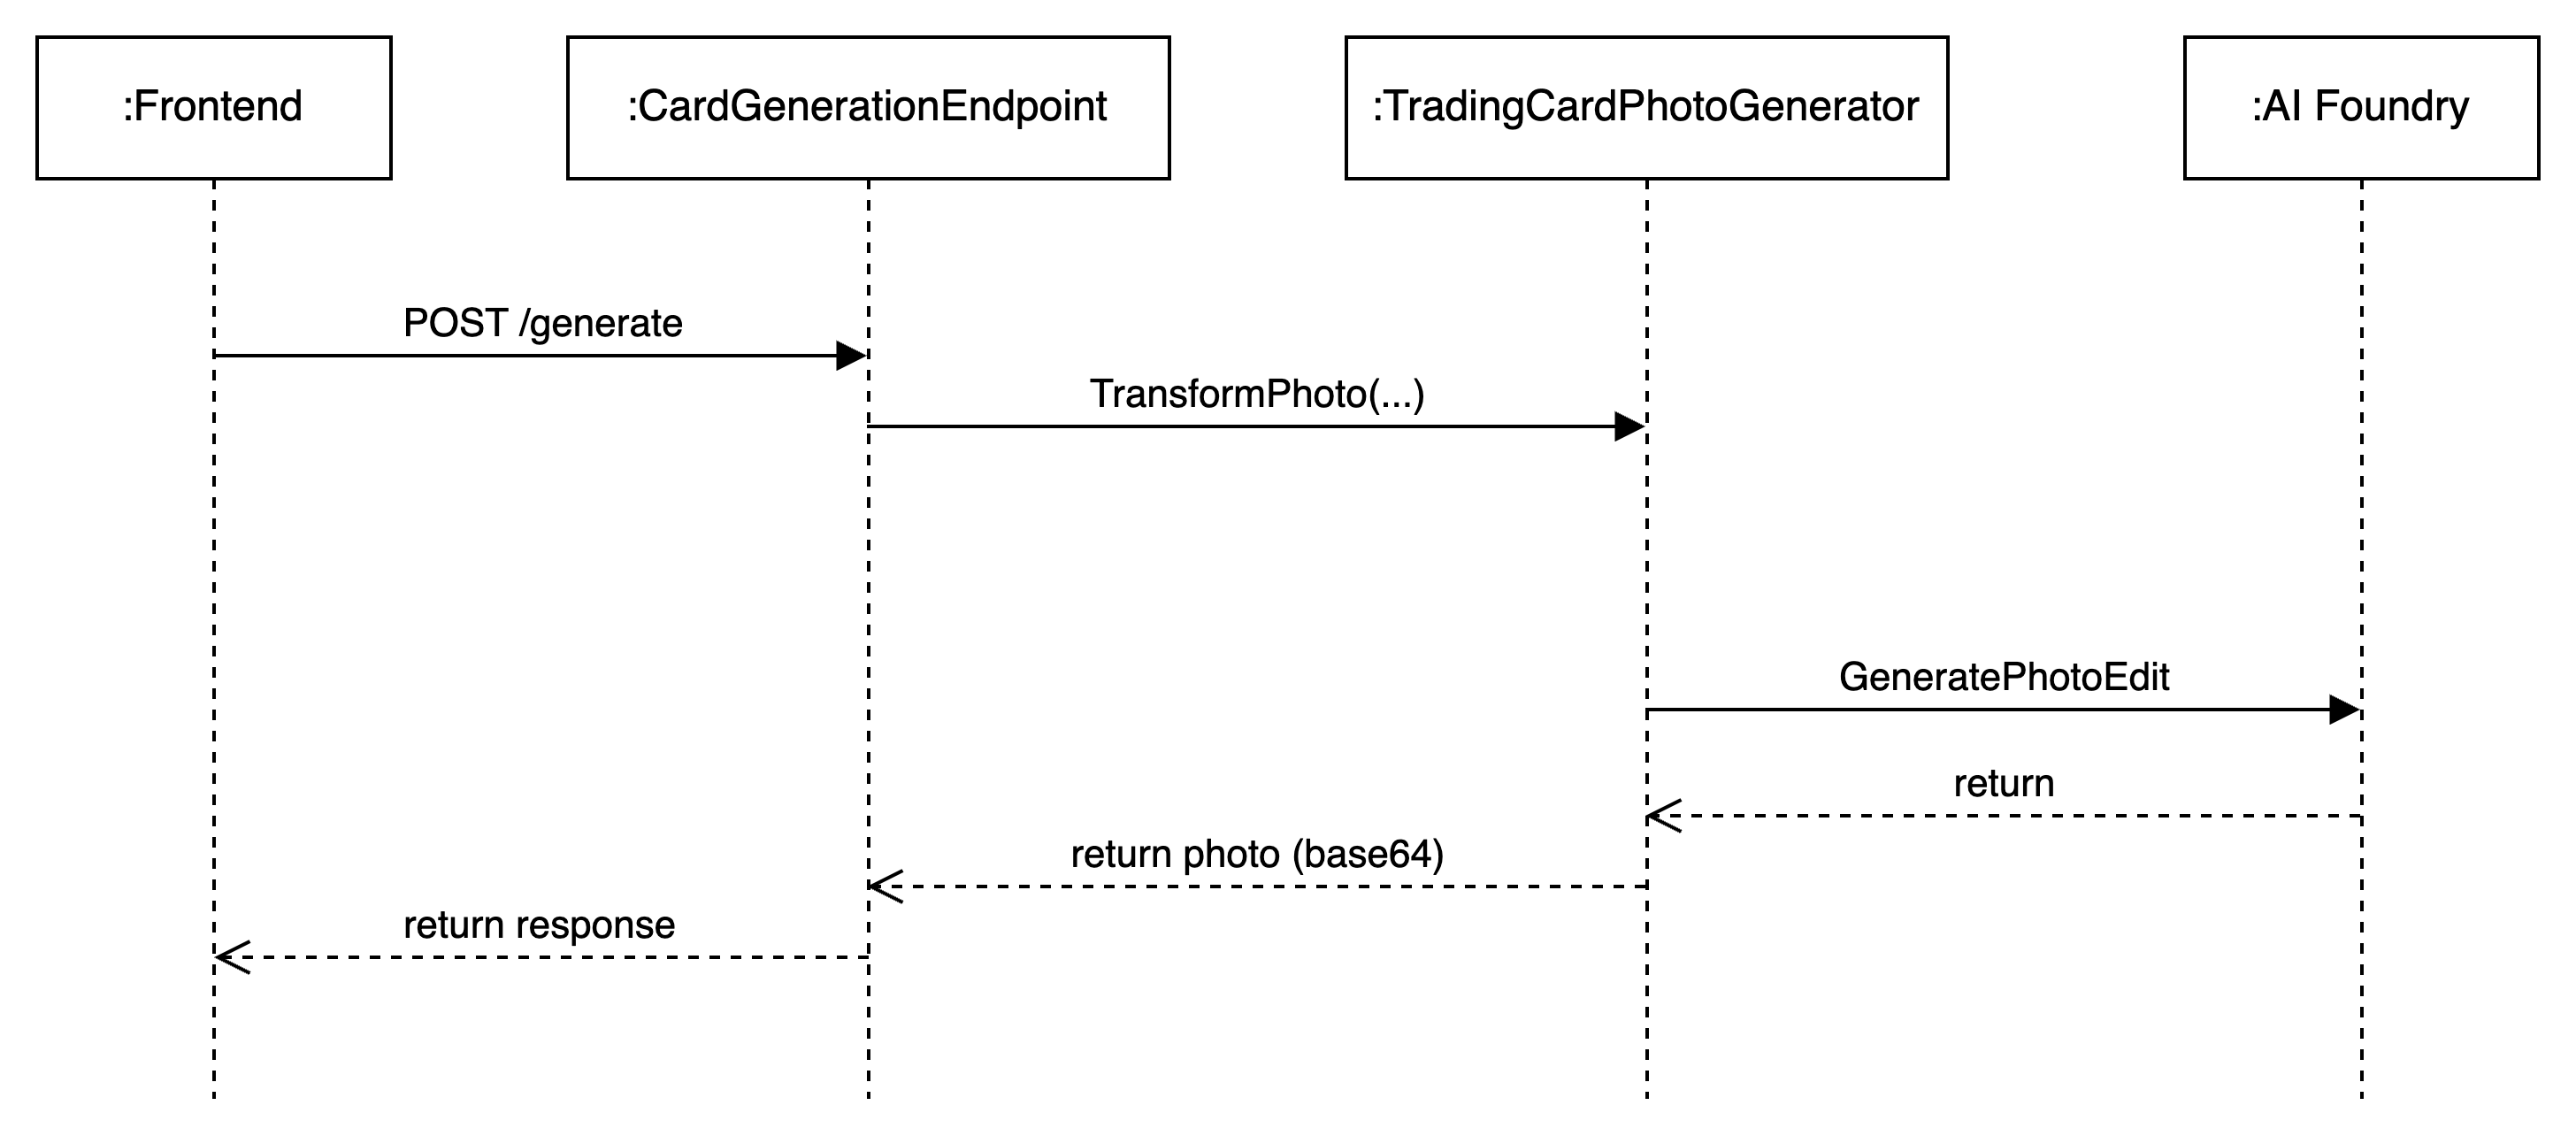 :Frontend
:CardGenerationEndpoint
:TradingCardPhotoGenerator
:AI Foundry
POST /generate
TransformPhoto(...)
GeneratePhotoEdit
return
return photo (base64)
return response